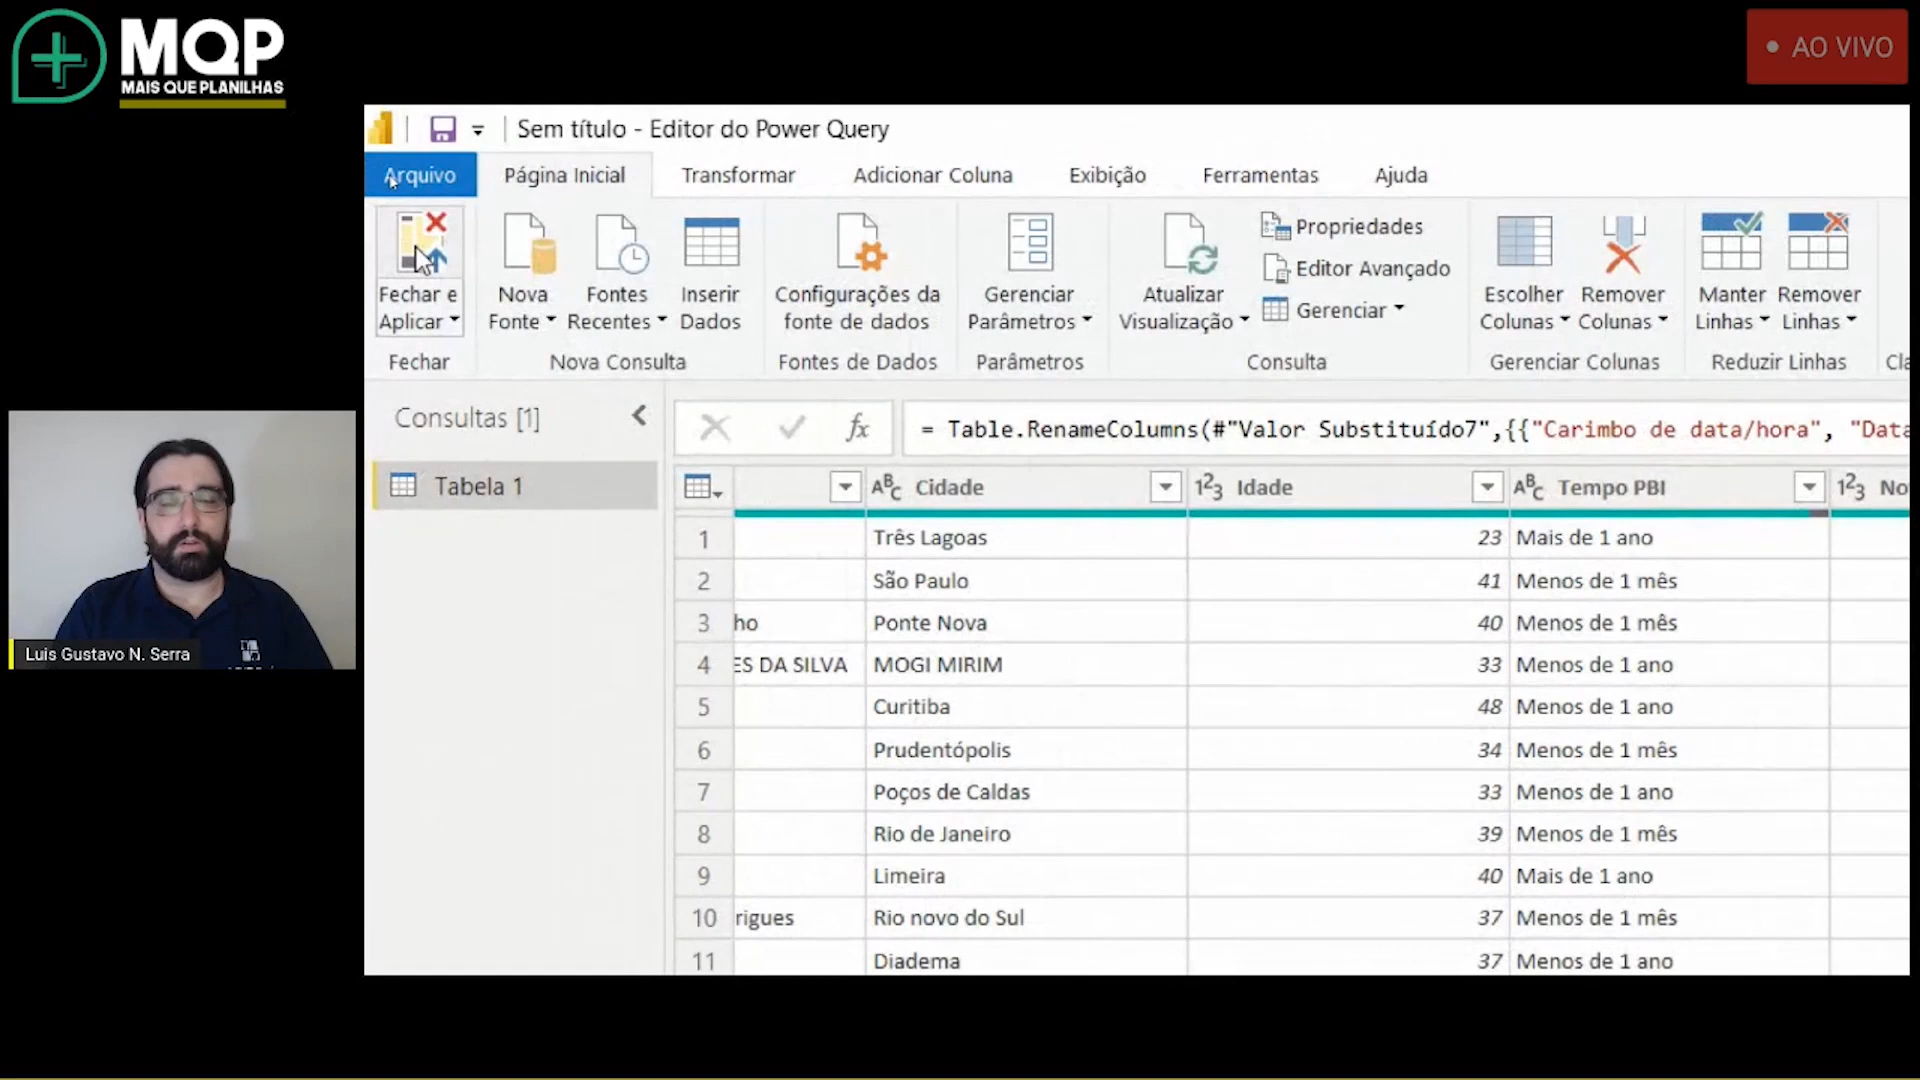 MQP
MAIS QUE PLANILHAS
AO VIVO
Sem título - Editor do Power Query
Arquivo
Página Inicial
Transformar
Adicionar Coluna
Exibição
Ferramentas
Ajuda
Fechar e
Aplicar
Fechar
Nova
Fonte
Fontes
Recentes
Inserir
Dados
Nova Consulta
Configurações da
fonte de dados
Fontes de Dados
Gerenciar
Parâmetros
Parâmetros
Atualizar
Visualização
Propriedades
Editor Avançado
Gerenciar
Consulta
Escolher
Colunas
Remover
Colunas
Gerenciar Colunas
Manter
Linhas
Remover
Linhas
Reduzir Linhas
Cla
Consultas [1]
Tabela 1
fx
= Table.RenameColumns(#"Valor Substituído7",{{"Carimbo de data/hora", "Data
ABC Cidade 123 Idade ABC Tempo PBI 123 No
1 Três Lagoas 23 Mais de 1 ano
2 São Paulo 41 Menos de 1 mês
3 ho Ponte Nova 40 Menos de 1 mês
4 ES DA SILVA MOGI MIRIM 33 Menos de 1 ano
5 Curitiba 48 Menos de 1 ano
6 Prudentópolis 34 Menos de 1 mês
7 Poços de Caldas 33 Menos de 1 ano
8 Rio de Janeiro 39 Menos de 1 mês
9 Limeira 40 Mais de 1 ano
10 rigues Rio novo do Sul 37 Menos de 1 mês
11 Diadema 37 Menos de 1 ano
Luis Gustavo N. Serra